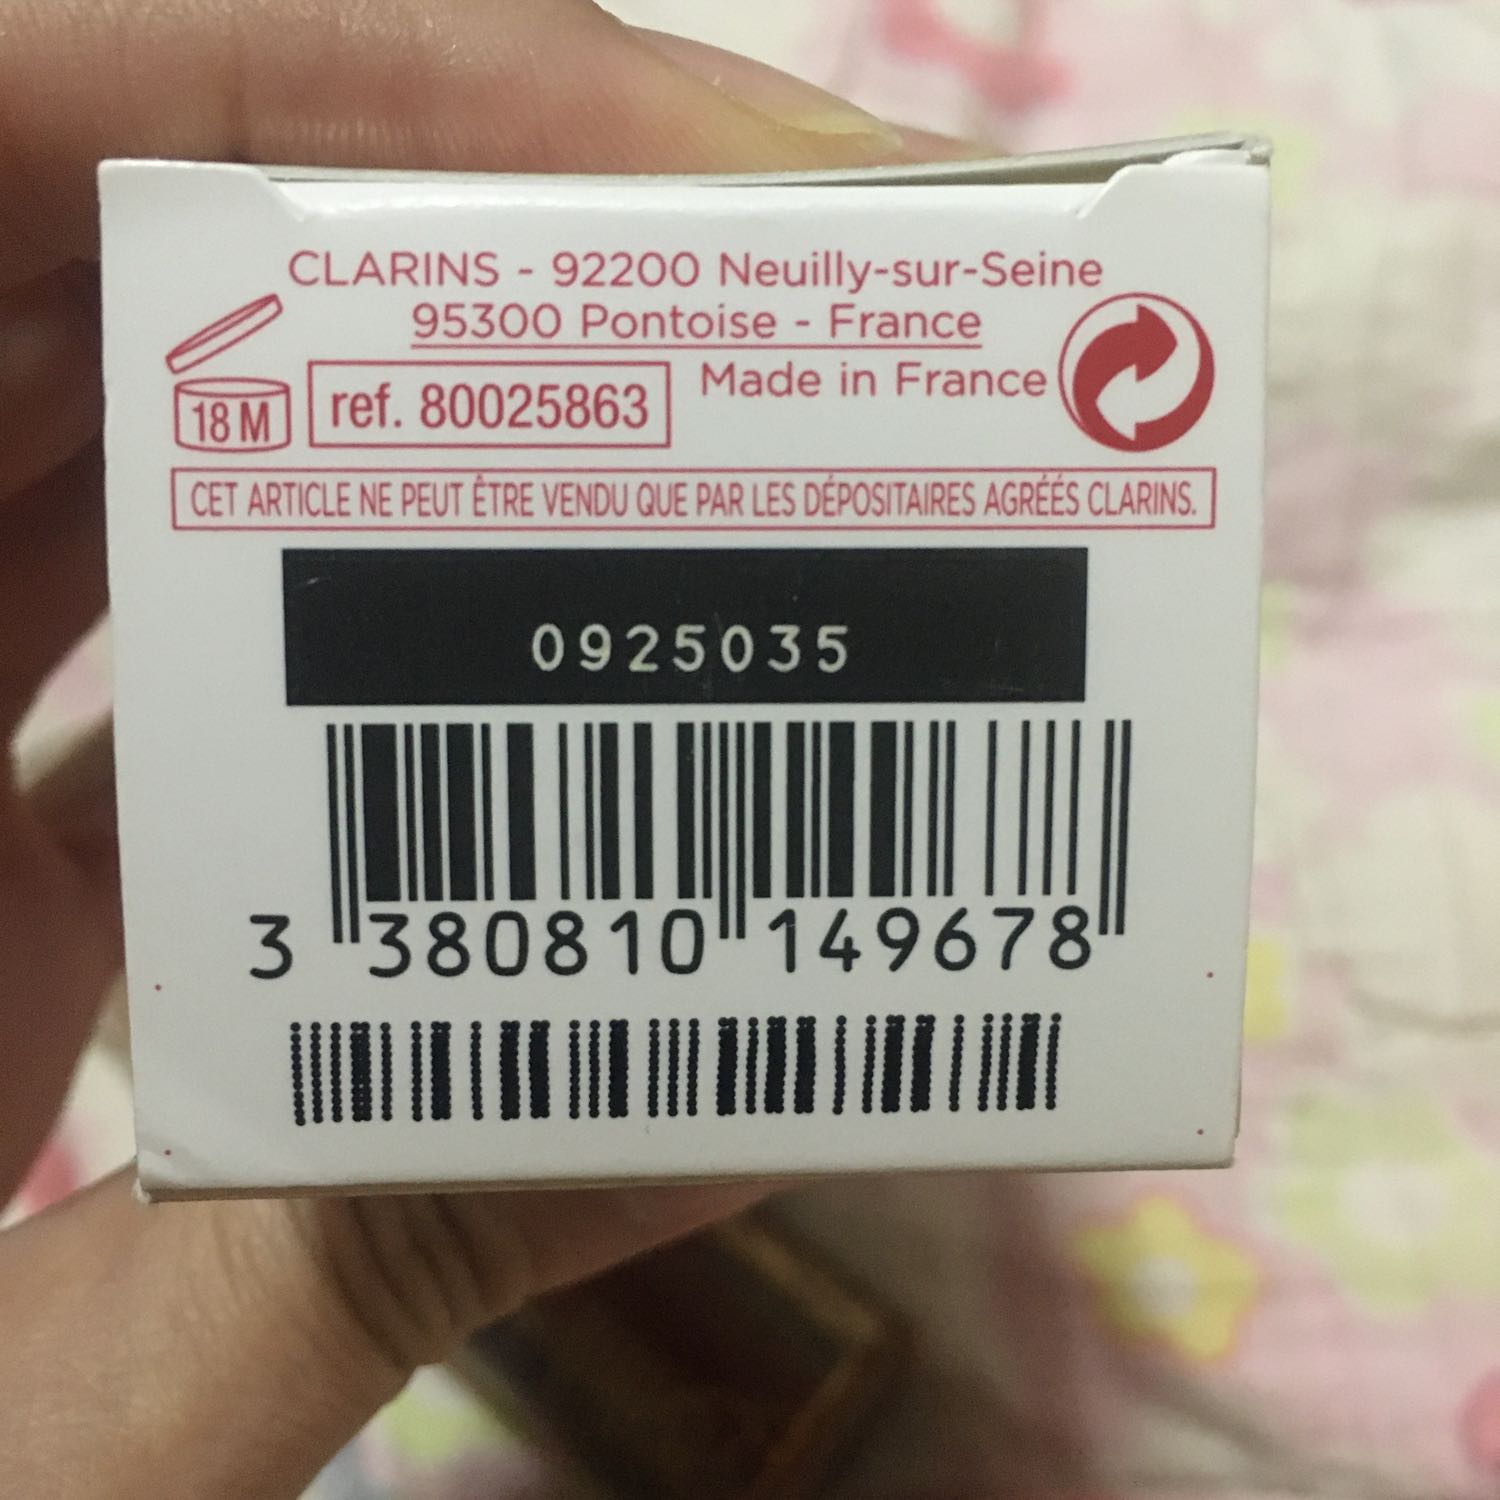 CLARINS - 92200 Neuilly-sur-Seine
95300 Pontoise - France
Made in France
18 M
ref. 80025863
CET ARTICLE NE PEUT ÊTRE VENDU QUE PAR LES DÉPOSITAIRES AGRÉÉS CLARINS.
0925035
3 380810 149678